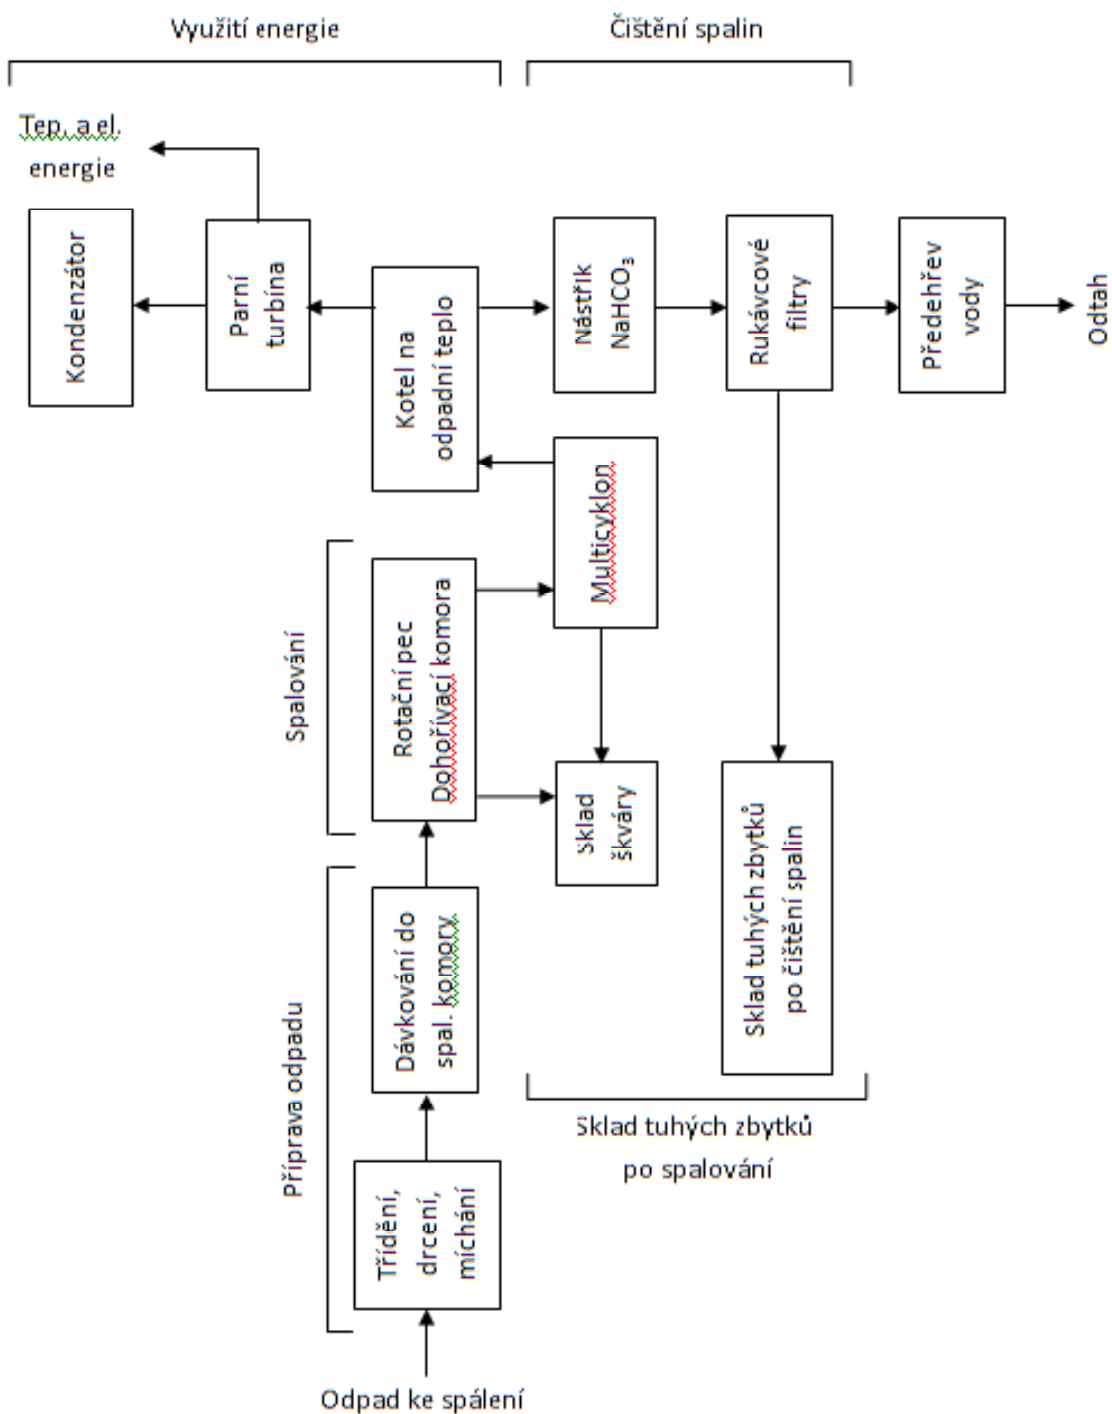 Využití energie
Čištění spalin
Tep. a el.
energie
Kondenzátor
Parní
turbína
Kotel na
odpadní teplo
Nástřik
NaHCO₃
Rukávcové
filtry
Předehřev
vody
Odtah
Multicyklon
Spalování
Rotační pec
Dohořívací komora
Sklad
škváry
Sklad tuhých zbytků
po čištění spalin
Příprava odpadu
Dávkování do
spal. komory
Sklad tuhých zbytků
po spalování
Třídění,
drcení,
míchání
Odpad ke spálení